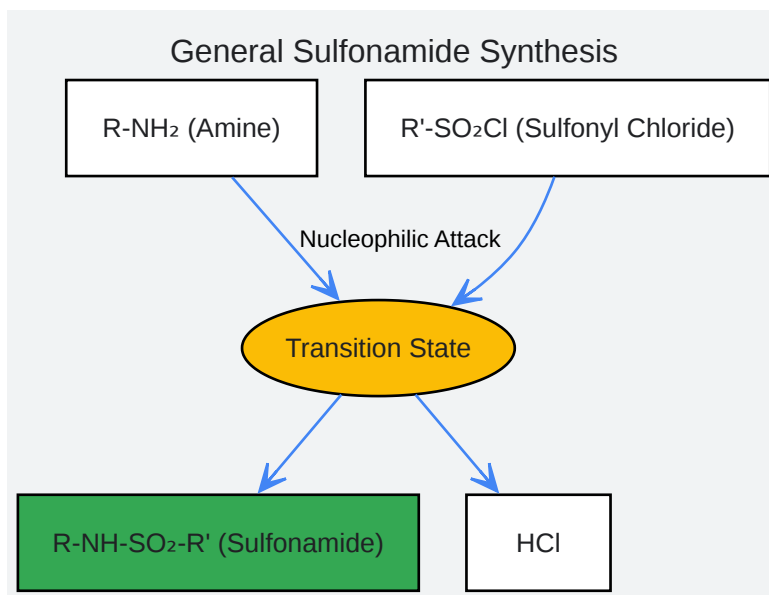 General Sulfonamide Synthesis
R-NH₂ (Amine)
R'-SO₂Cl (Sulfonyl Chloride)
Nucleophilic Attack
Transition State
R-NH-SO₂-R' (Sulfonamide)
HCl